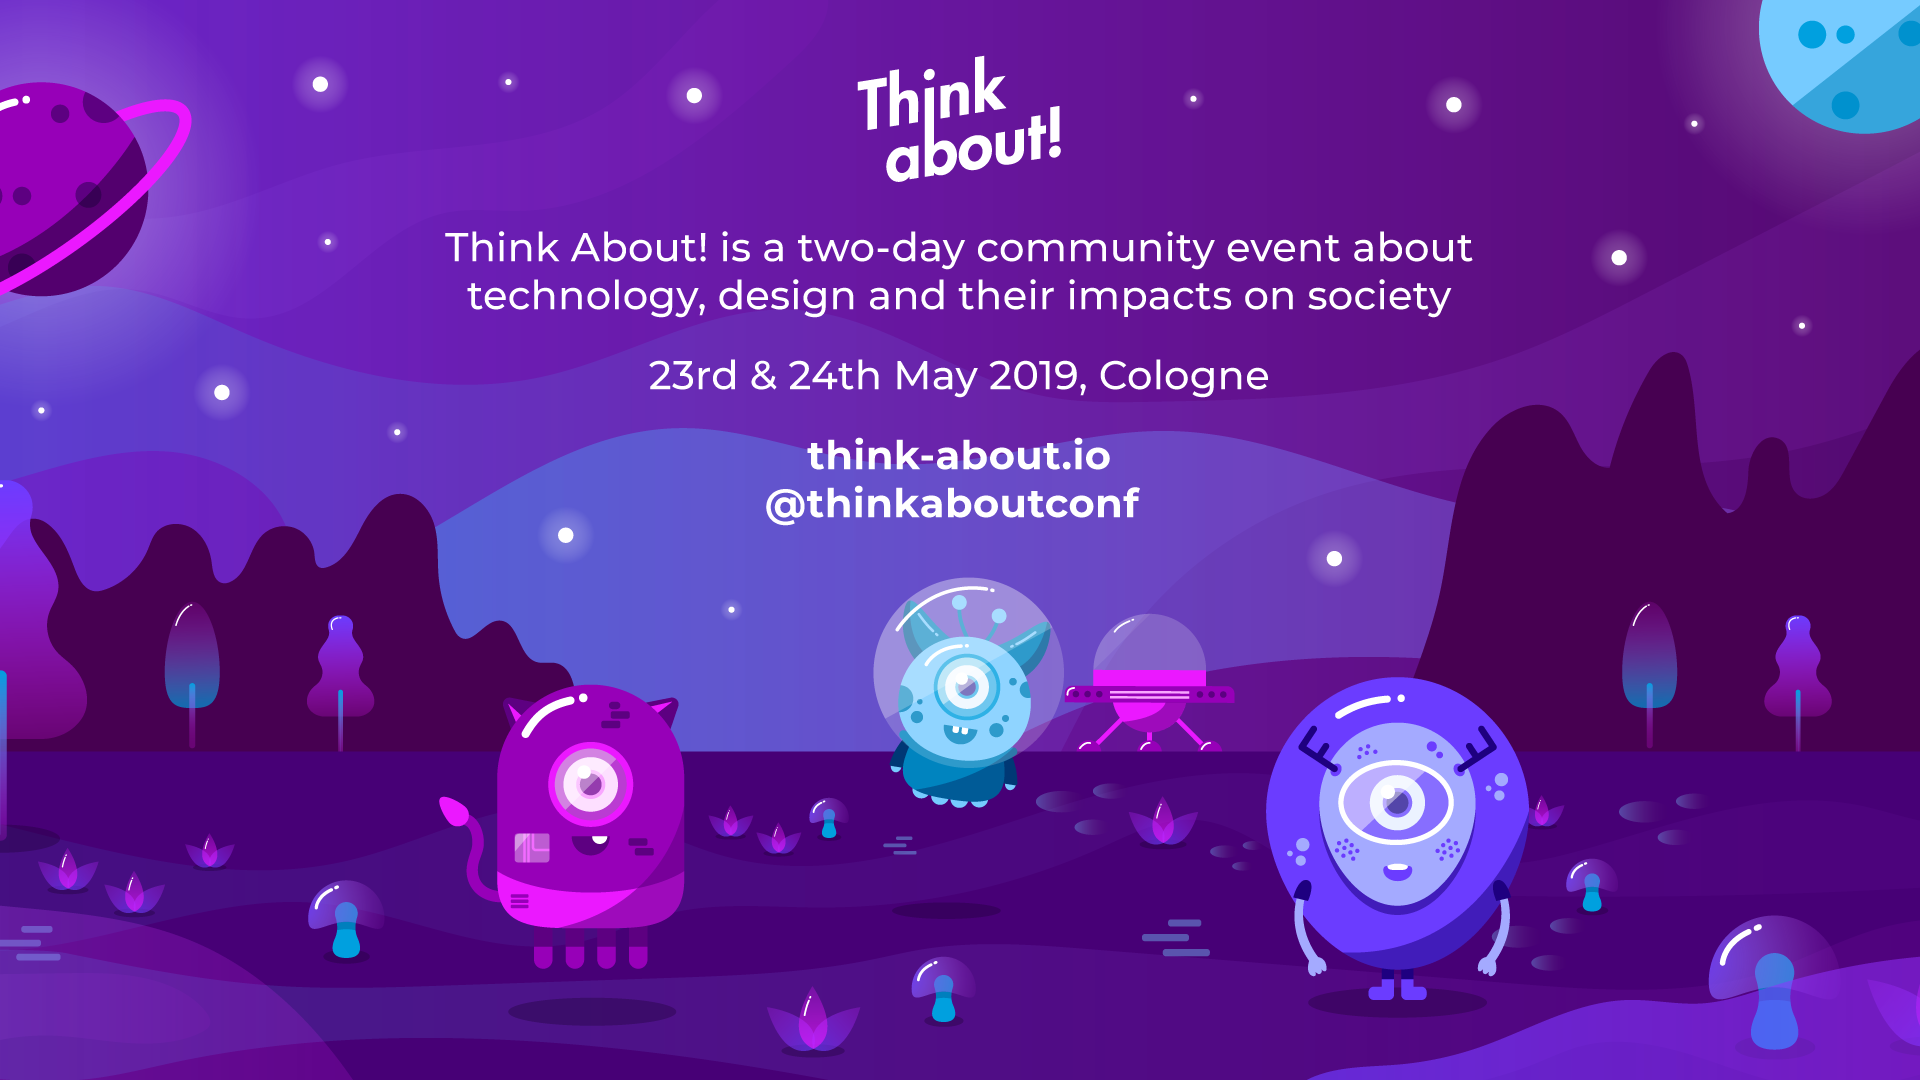 Think
about!
Think About! is a two-day community event about
technology, design and their impacts on society
23rd & 24th May 2019, Cologne
think-about.io
@thinkaboutconf